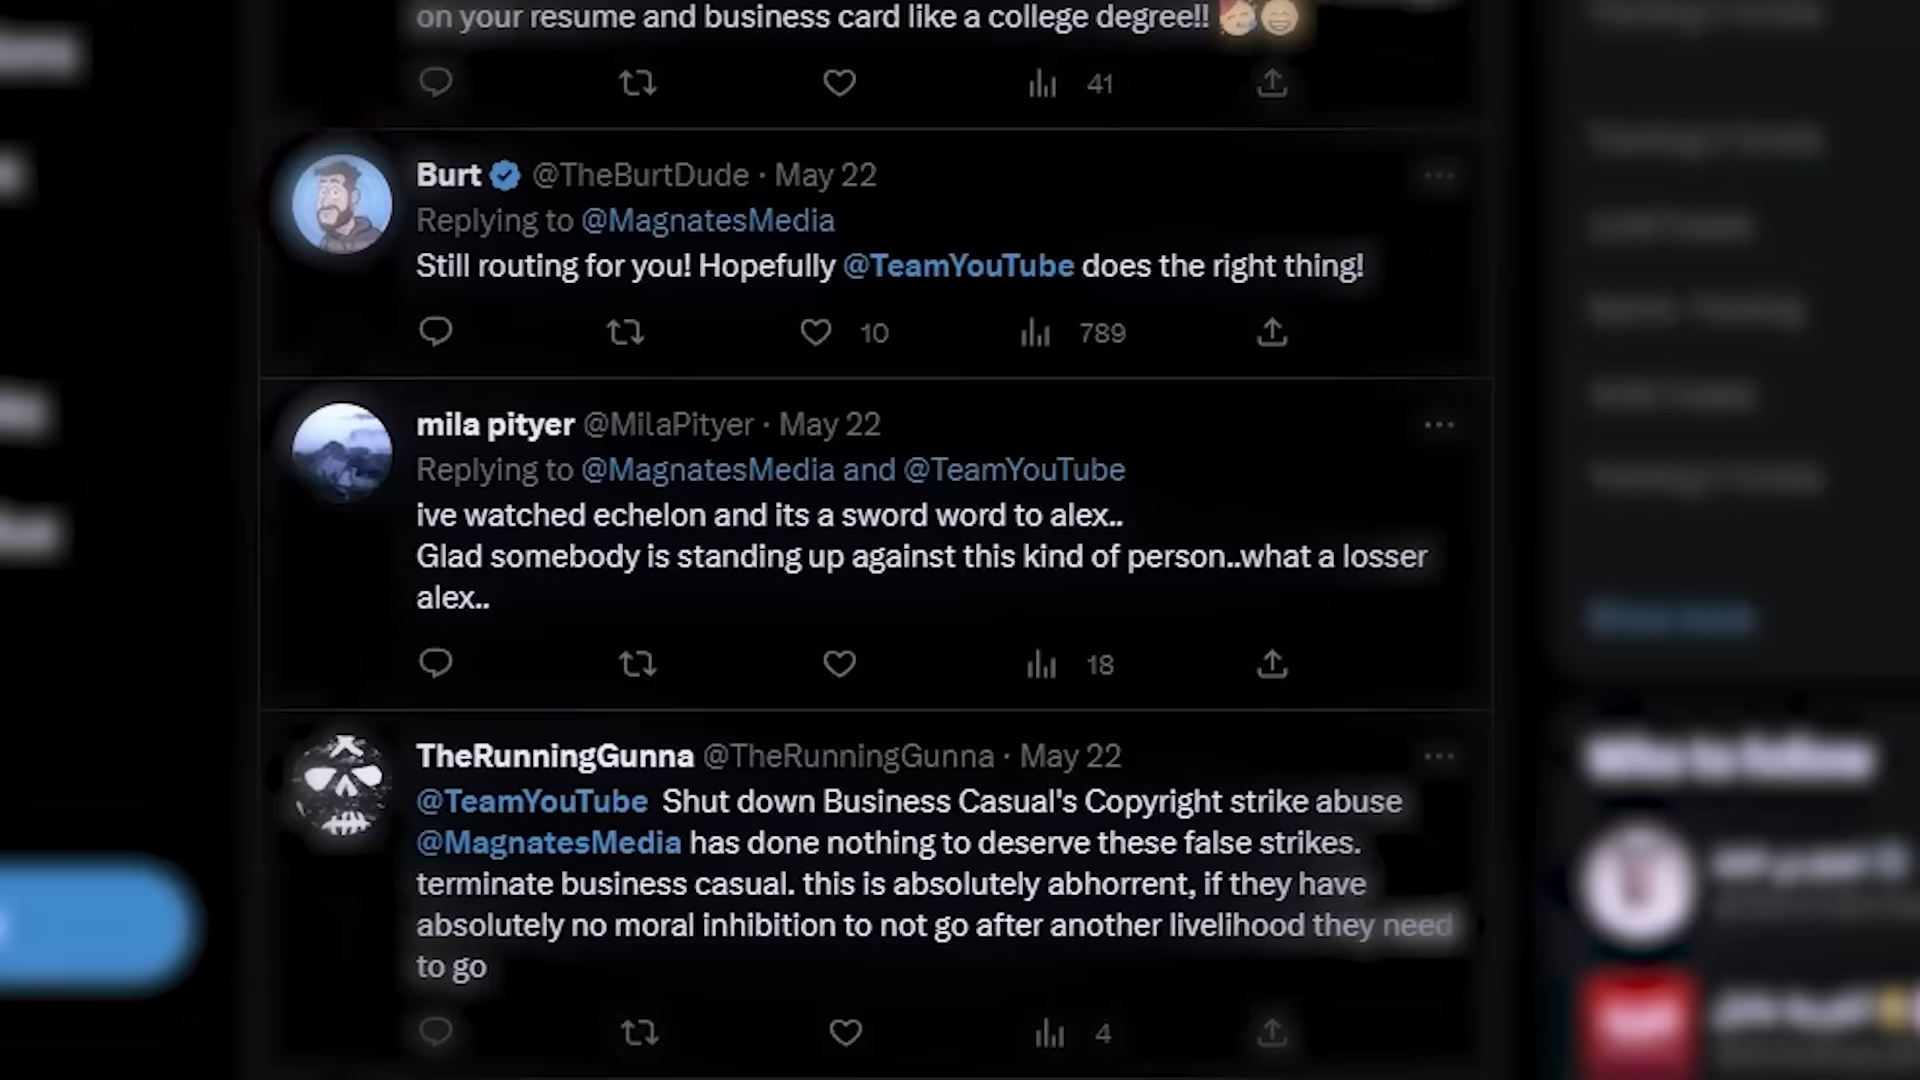 on your resume and business card like a college degree!! 🥳😄
41
Burt @TheBurtDude · May 22
Replying to @MagnatesMedia
Still routing for you! Hopefully @TeamYouTube does the right thing!
10 789
mila pityer @MilaPityer · May 22
Replying to @MagnatesMedia and @TeamYouTube
ive watched echelon and its a sword word to alex..
Glad somebody is standing up against this kind of person..what a losser
alex..
18
TheRunningGunna @TheRunningGunna · May 22
@TeamYouTube Shut down Business Casual's Copyright strike abuse
@MagnatesMedia has done nothing to deserve these false strikes.
terminate business casual. this is absolutely abhorrent, if they have
absolutely no moral inhibition to not go after another livelihood they need
to go
4
Show more
Who to follow